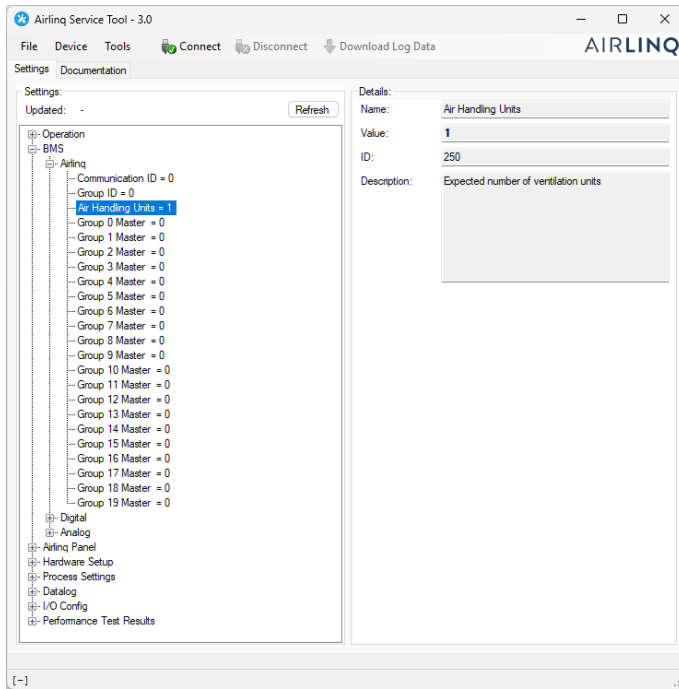 Airlinq Service Tool - 3.0
File Device Tools Connect Disconnect Download Log Data AIRLINQ
Settings Documentation
Settings:
Updated: - Refresh
Operation
BMS
Airlinq
Communication ID = 0
Group ID = 0
Air Handling Units = 1
Group 0 Master = 0
Group 1 Master = 0
Group 2 Master = 0
Group 3 Master = 0
Group 4 Master = 0
Group 5 Master = 0
Group 6 Master = 0
Group 7 Master = 0
Group 8 Master = 0
Group 9 Master = 0
Group 10 Master = 0
Group 11 Master = 0
Group 12 Master = 0
Group 13 Master = 0
Group 14 Master = 0
Group 15 Master = 0
Group 16 Master = 0
Group 17 Master = 0
Group 18 Master = 0
Group 19 Master = 0
Digital
Analog
Airlinq Panel
Hardware Setup
Process Settings
Datalog
I/O Config
Performance Test Results
Details:
Name: Air Handling Units
Value: 1
ID: 250
Description: Expected number of ventilation units
[-]